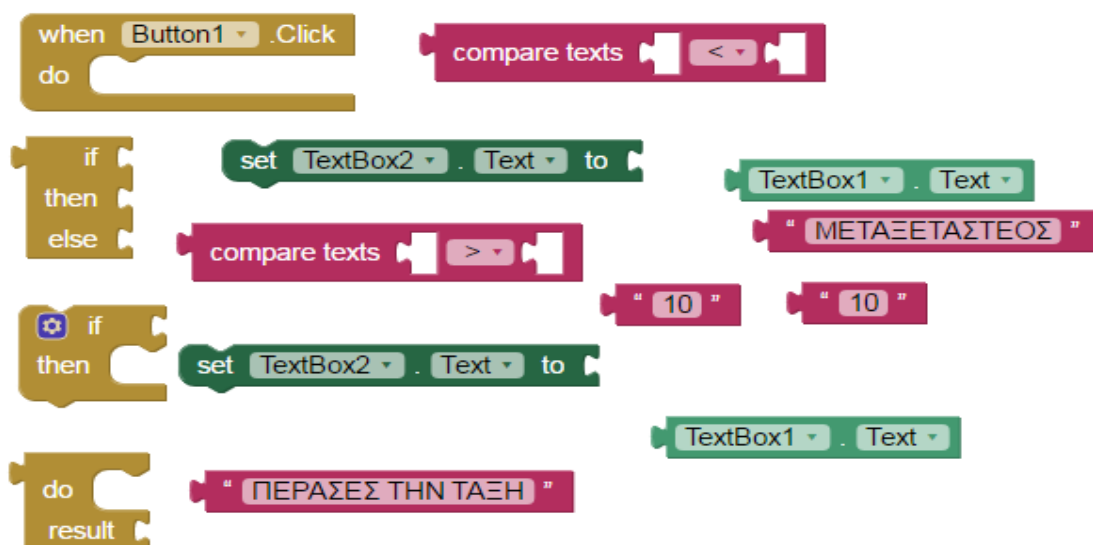 when Button1 .Click
do
compare texts <
if
then
else
set TextBox2 . Text to
TextBox1 . Text
" ΜΕΤΑΞΕΤΑΣΤΕΟΣ "
compare texts >
" 10 "
" 10 "
if
then
set TextBox2 . Text to
TextBox1 . Text
do
result
" ΠΕΡΑΣΕΣ ΤΗΝ ΤΑΞΗ "